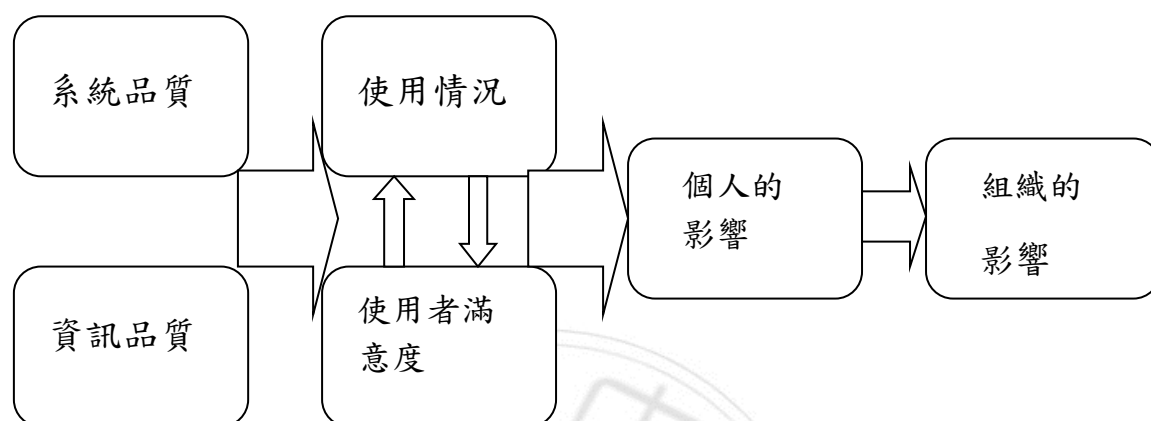 系統品質
使用情況
個人的
影響
組織的
影響
資訊品質
使用者滿
意度